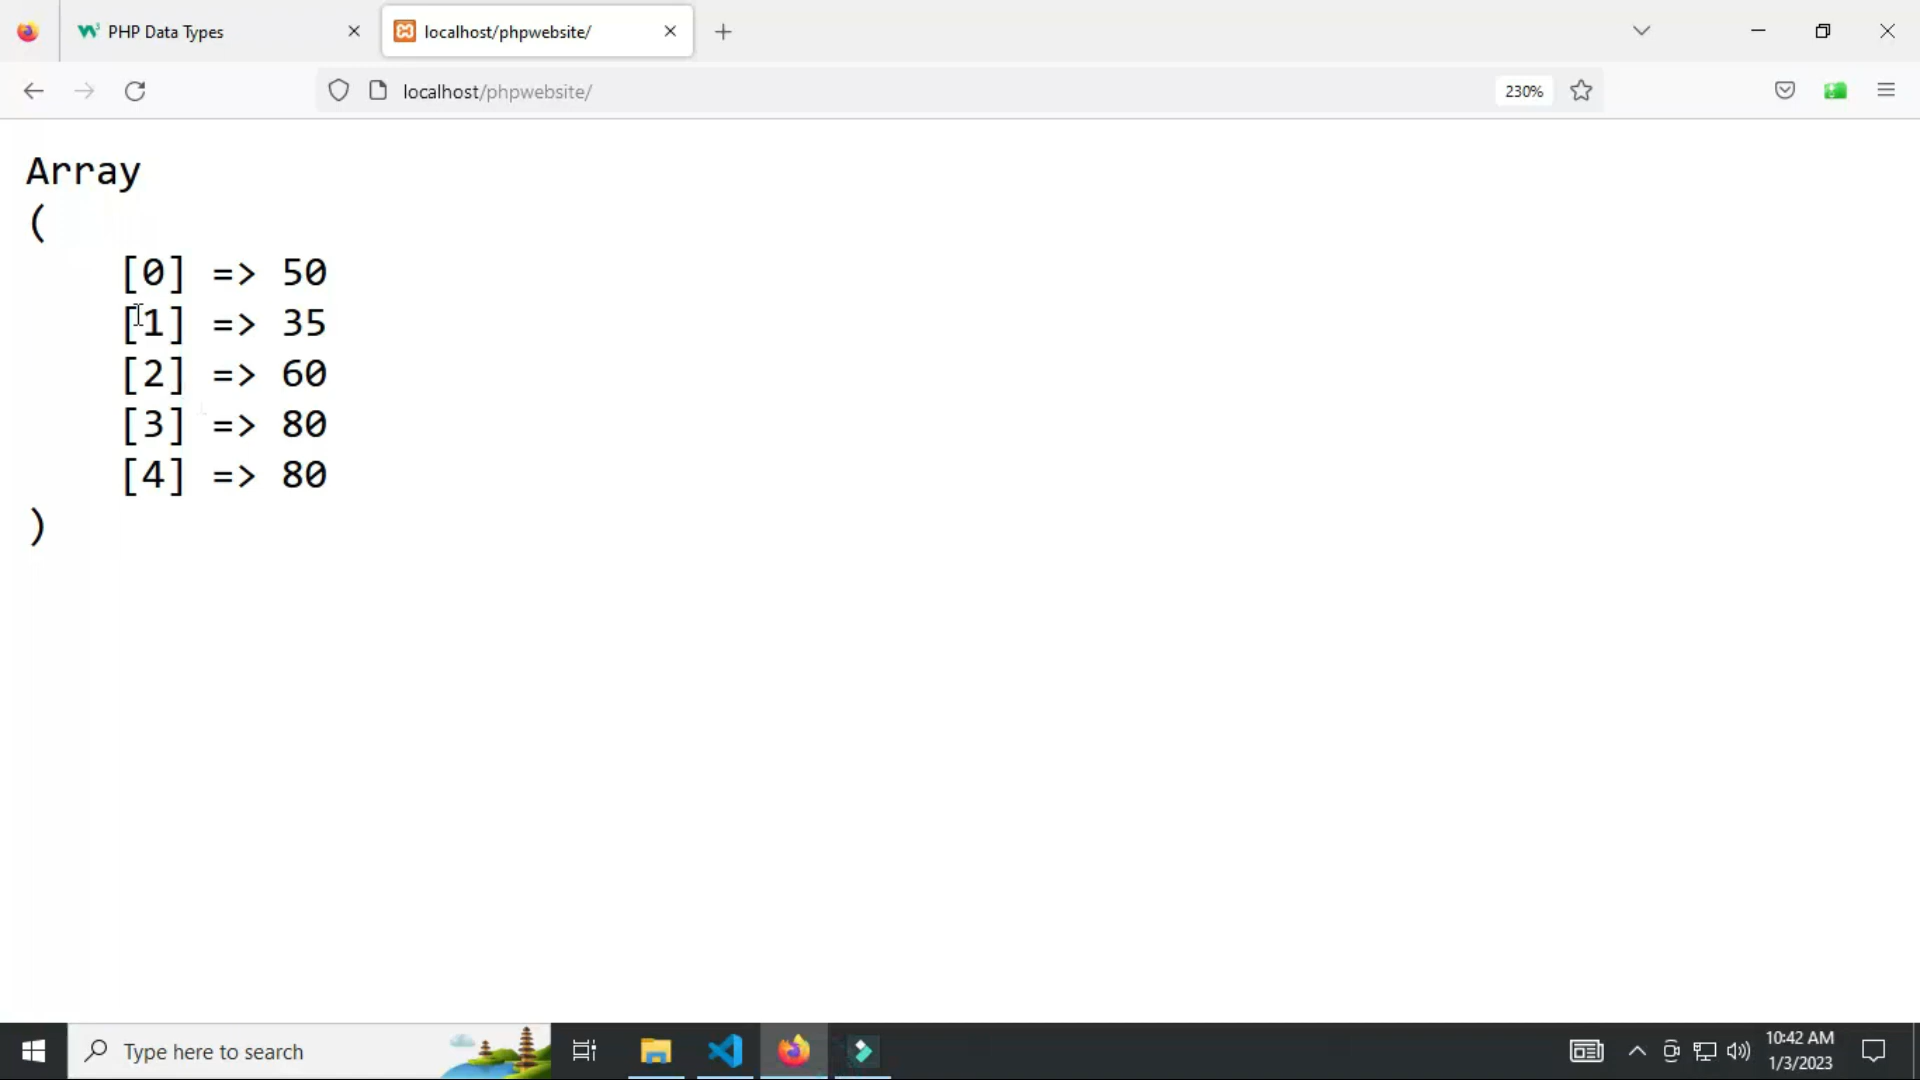 PHP Data Types
localhost/phpwebsite/
localhost/phpwebsite/
230%
Array
(
[0] => 50
[1] => 35
[2] => 60
[3] => 80
[4] => 80
)
Type here to search
10:42 AM
1/3/2023